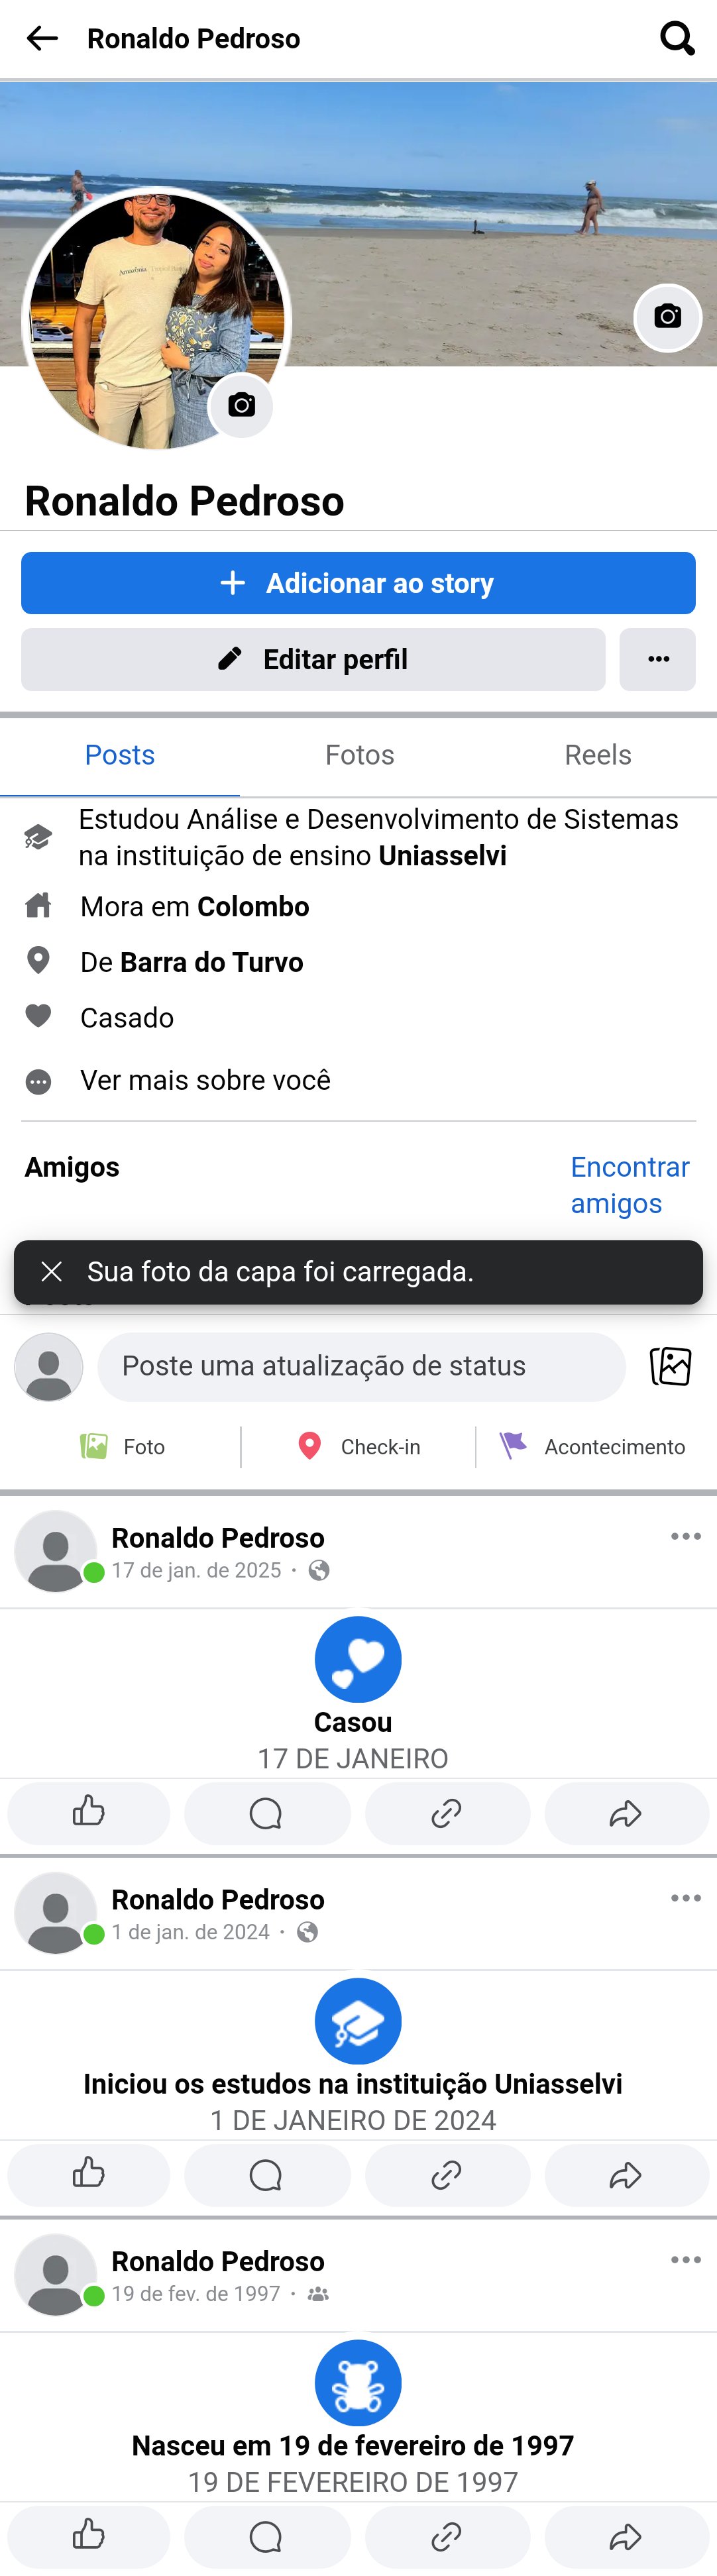 Ronaldo Pedroso
Ronaldo Pedroso
Adicionar ao story
Editar perfil
Posts
Fotos
Reels
Estudou Análise e Desenvolvimento de Sistemas
na instituição de ensino Uniasselvi
Mora em Colombo
De Barra do Turvo
Casado
Ver mais sobre você
Amigos
Encontrar
amigos
Sua foto da capa foi carregada.
Poste uma atualização de status
Foto
Check-in
Acontecimento
Ronaldo Pedroso
17 de jan. de 2025 ·
Casou
17 DE JANEIRO
Ronaldo Pedroso
1 de jan. de 2024 ·
Iniciou os estudos na instituição Uniasselvi
1 DE JANEIRO DE 2024
Ronaldo Pedroso
19 de fev. de 1997 ·
Nasceu em 19 de fevereiro de 1997
19 DE FEVEREIRO DE 1997